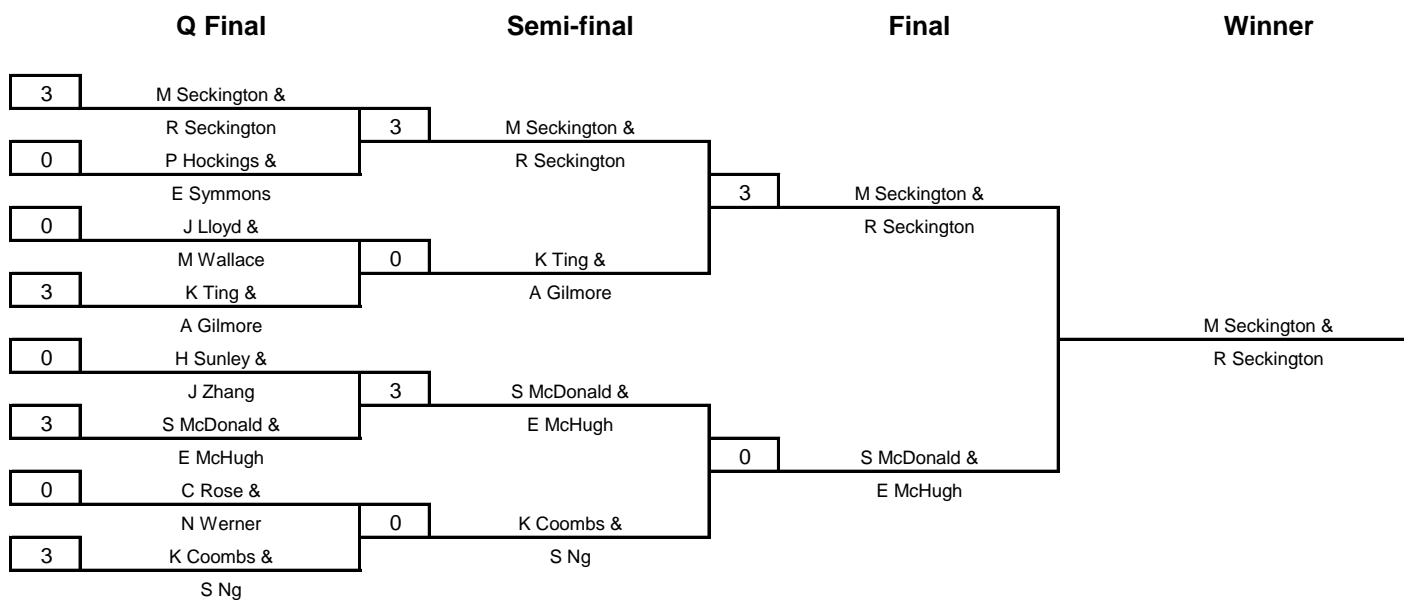 Q Final Semi-final Final Winner
3 M Seckington &
R Seckington 3 M Seckington &
0 P Hockings & R Seckington
E Symmons 3 M Seckington &
0 J Lloyd & R Seckington
M Wallace 0 K Ting &
3 K Ting & A Gilmore
A Gilmore M Seckington &
0 H Sunley & R Seckington
J Zhang 3 S McDonald &
3 S McDonald & E McHugh
E McHugh 0 S McDonald &
0 C Rose & E McHugh
N Werner 0 K Coombs &
3 K Coombs & S Ng
S Ng